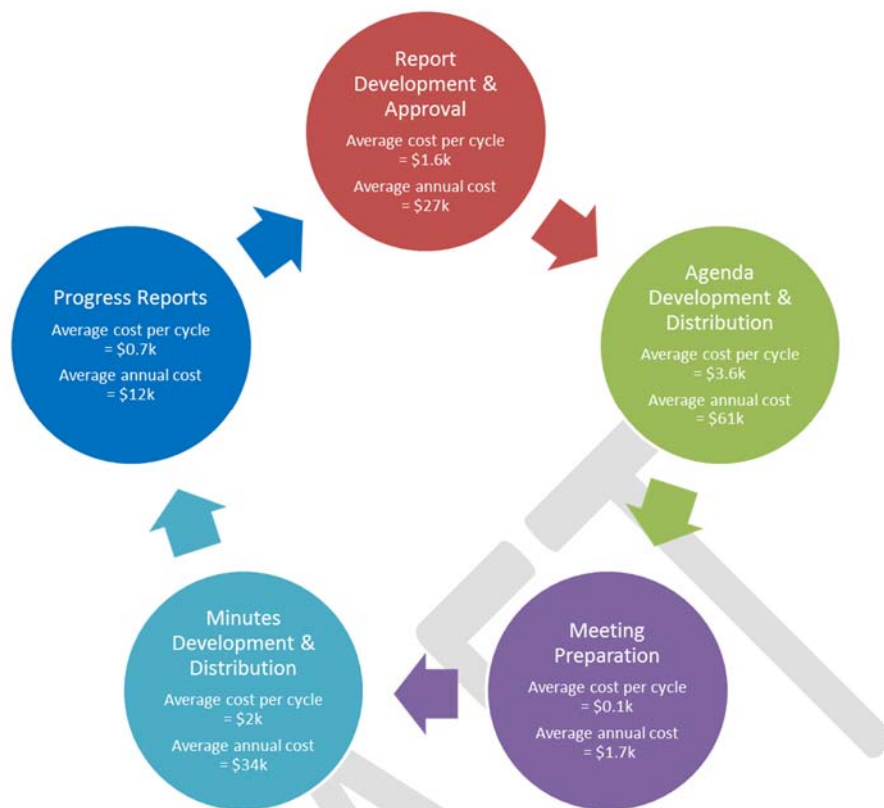 Report
Development &
Approval
Average cost per cycle
= $1.6k
Average annual cost
= $27k
Agenda
Development &
Distribution
Average cost per cycle
= $3.6k
Average annual cost
= $61k
Meeting
Preparation
Average cost per cycle
= $0.1k
Average annual cost
= $1.7k
Minutes
Development &
Distribution
Average cost per cycle
= $2k
Average annual cost
= $34k
Progress Reports
Average cost per cycle
= $0.7k
Average annual cost
= $12k